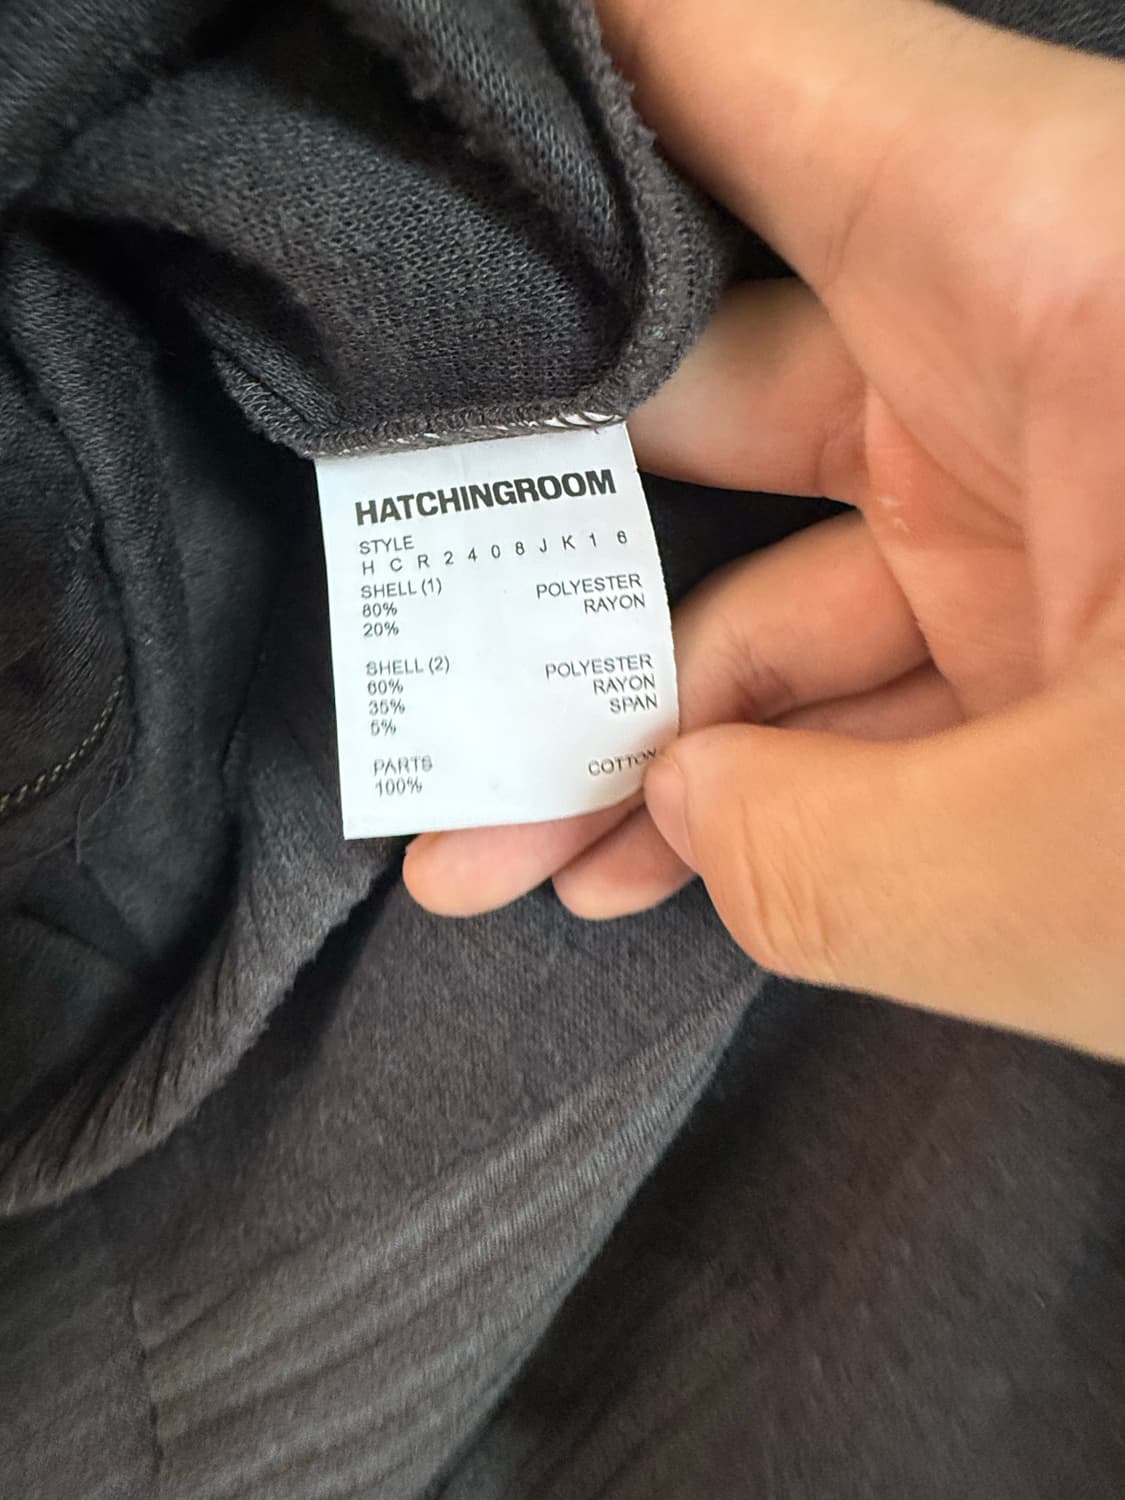 HATCHINGROOM
STYLE
H C R 2 4 0 8 J K 1 6
SHELL (1) POLYESTER
80% RAYON
20%
SHELL (2) POLYESTER
60% RAYON
35% SPAN
5%
PARTS COTTON
100%